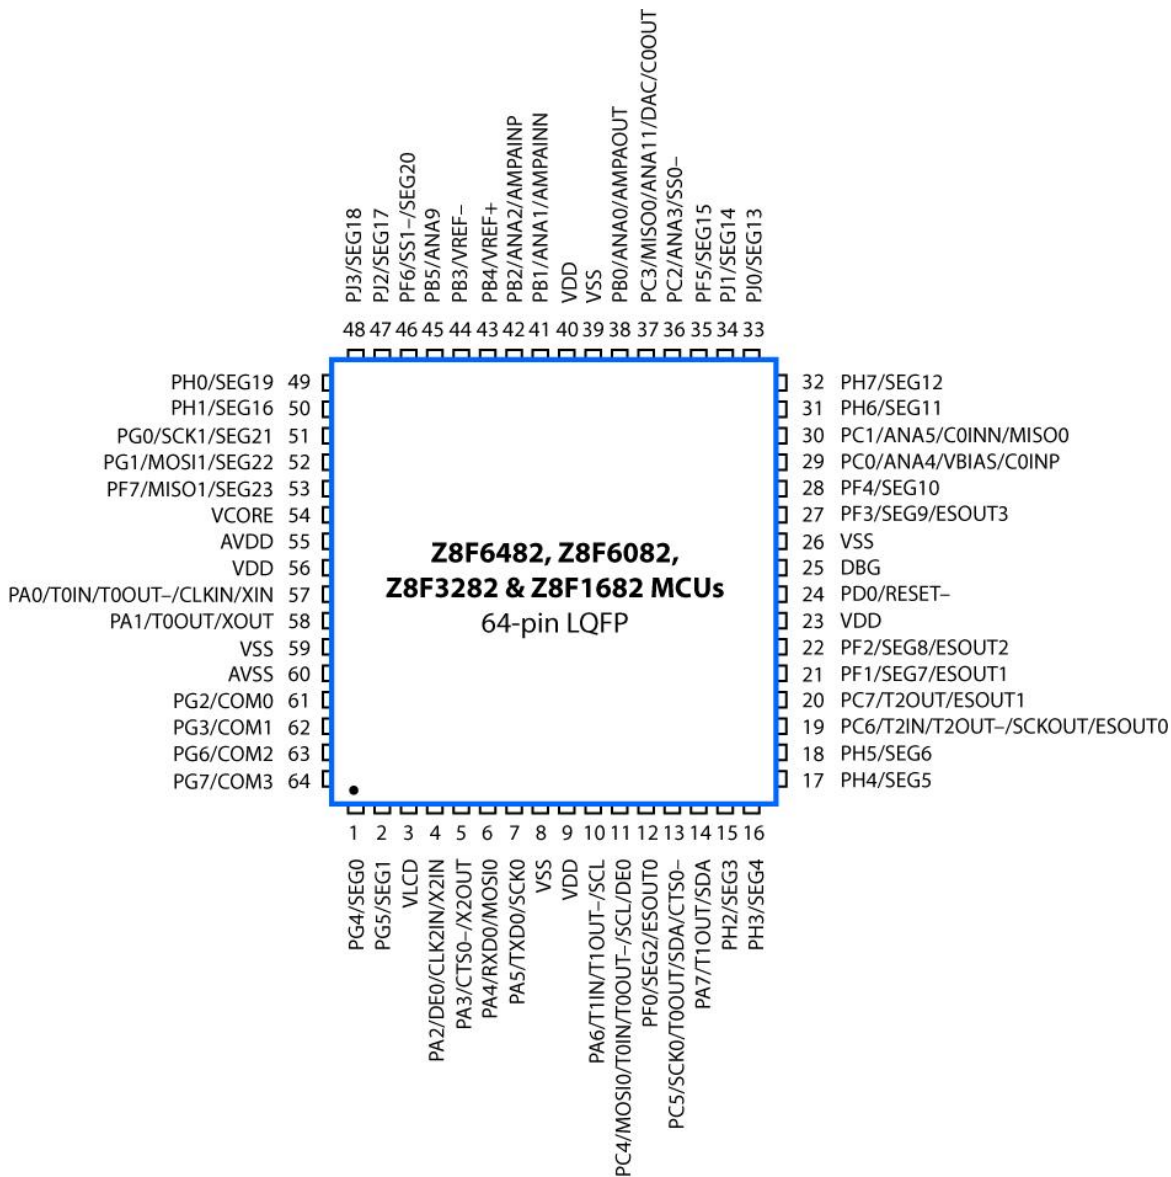 PJ3/SEG18
PJ2/SEG17
PF6/SS1–/SEG20
PB5/ANA9
PB3/VREF–
PB4/VREF+
PB2/ANA2/AMPAINP
PB1/ANA1/AMPAINN
VDD
VSS
PB0/ANA0/AMPAOUT
PC3/MISO0/ANA11/DAC/C0OUT
PC2/ANA3/SS0–
PF5/SEG15
PJ1/SEG14
PJ0/SEG13
48 47 46 45 44 43 42 41 40 39 38 37 36 35 34 33
PH0/SEG19 49
PH1/SEG16 50
PG0/SCK1/SEG21 51
PG1/MOSI1/SEG22 52
PF7/MISO1/SEG23 53
VCORE 54
AVDD 55
VDD 56
PA0/T0IN/T0OUT–/CLKIN/XIN 57
PA1/T0OUT/XOUT 58
VSS 59
AVSS 60
PG2/COM0 61
PG3/COM1 62
PG6/COM2 63
PG7/COM3 64
Z8F6482, Z8F6082,
Z8F3282 & Z8F1682 MCUs
64-pin LQFP
32 PH7/SEG12
31 PH6/SEG11
30 PC1/ANA5/C0INN/MISO0
29 PC0/ANA4/VBIAS/C0INP
28 PF4/SEG10
27 PF3/SEG9/ESOUT3
26 VSS
25 DBG
24 PD0/RESET–
23 VDD
22 PF2/SEG8/ESOUT2
21 PF1/SEG7/ESOUT1
20 PC7/T2OUT/ESOUT1
19 PC6/T2IN/T2OUT–/SCKOUT/ESOUT0
18 PH5/SEG6
17 PH4/SEG5
1 2 3 4 5 6 7 8 9 10 11 12 13 14 15 16
PG4/SEG0
PG5/SEG1
VLCD
PA2/DE0/CLK2IN/X2IN
PA3/CTS0–/X2OUT
PA4/RXD0/MOSI0
PA5/TXD0/SCK0
VSS
VDD
PA6/T1IN/T1OUT–/SCL
PC4/MOSI0/T0IN/T0OUT–/SCL/DE0
PF0/SEG2/ESOUT0
PC5/SCK0/T0OUT/SDA/CTS0–
PA7/T1OUT/SDA
PH2/SEG3
PH3/SEG4